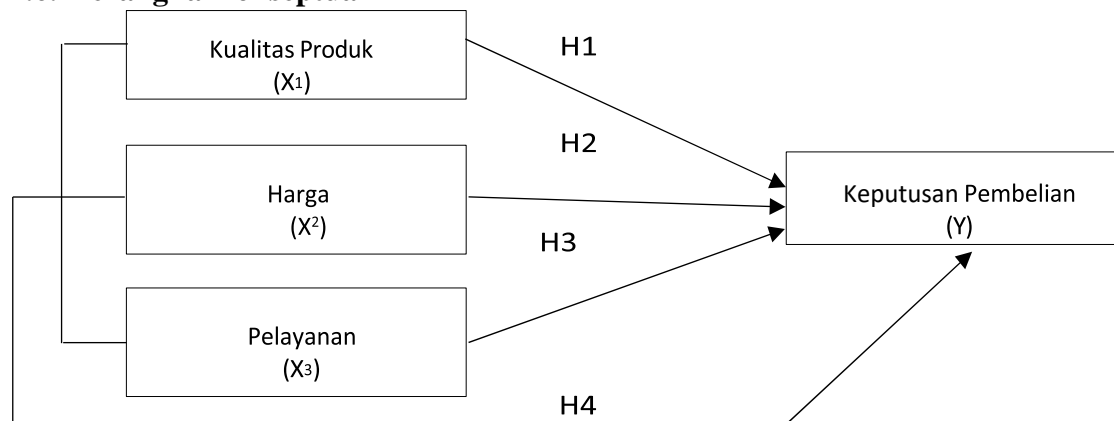 Kualitas Produk
(X1)
H1
H2
Harga
(X²)
Keputusan Pembelian
(Y)
H3
Pelayanan
(X3)
H4